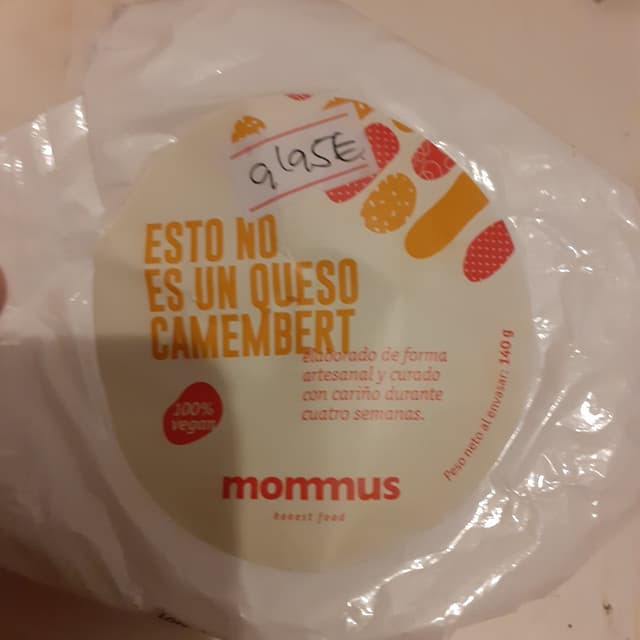 9'95€
ESTO NO
ES UN QUESO
CAMEMBERT
elaborado de forma
artesanal y curado
con cariño durante
cuatro semanas.
100%
vegan
Peso neto al envasar: 140 g
mommus
honest food